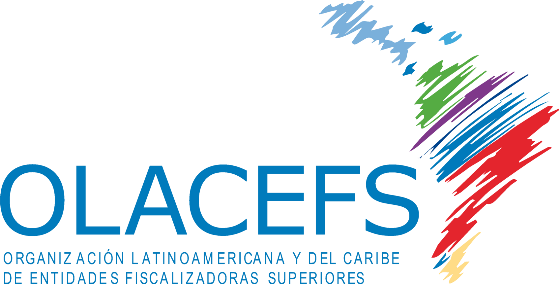 OLACEFS
ORGANIZACIÓN LATINOAMERICANA Y DEL CARIBE
DE ENTIDADES FISCALIZADORAS SUPERIORES